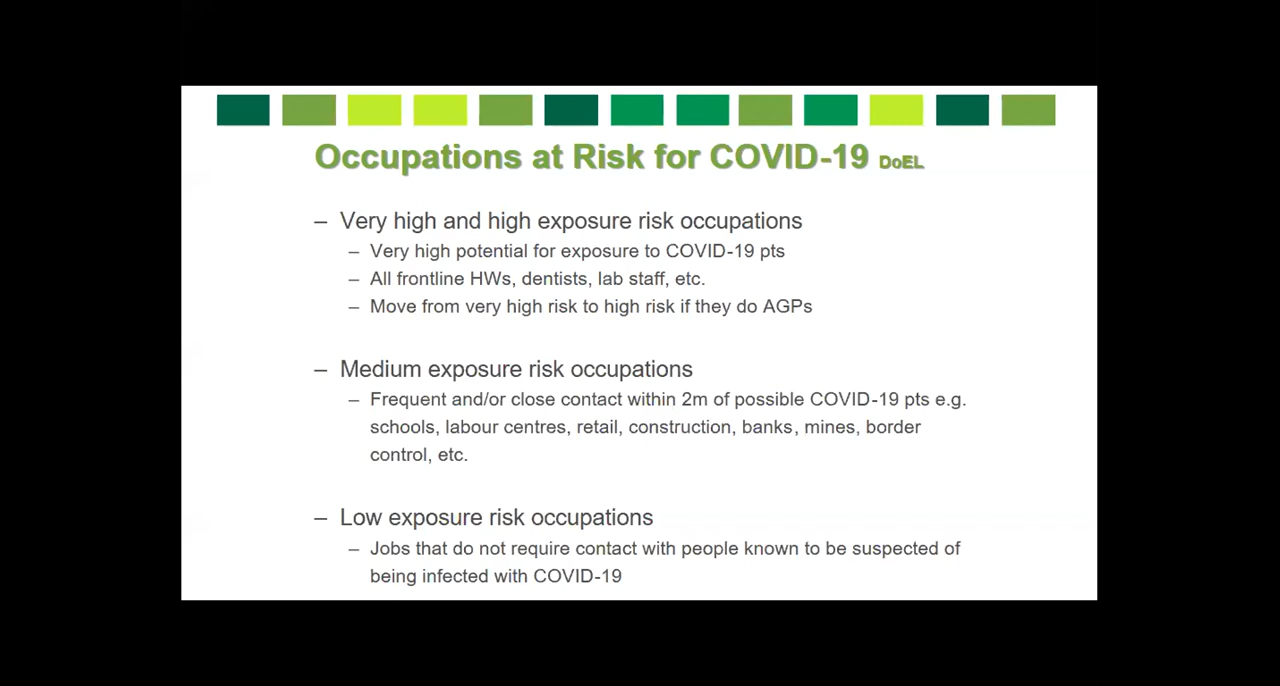 Occupations at Risk for COVID-19 DoEL
– Very high and high exposure risk occupations
– Very high potential for exposure to COVID-19 pts
– All frontline HWs, dentists, lab staff, etc.
– Move from very high risk to high risk if they do AGPs
– Medium exposure risk occupations
– Frequent and/or close contact within 2m of possible COVID-19 pts e.g.
schools, labour centres, retail, construction, banks, mines, border
control, etc.
– Low exposure risk occupations
– Jobs that do not require contact with people known to be suspected of
being infected with COVID-19